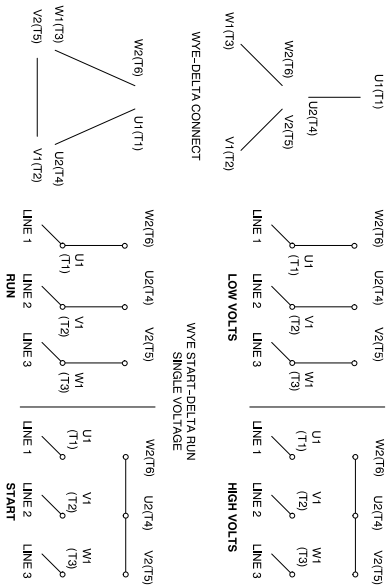 U1(T1)
U2(T4)
W2(T6) V2(T5)
W1(T3) V1(T2)
WYE-DELTA CONNECT
W2(T6) U1(T1)
W1(T3) U2(T4)
V2(T5) V1(T2)
W2(T6) U2(T4) V2(T5)
U1 V1 W1
(T1) (T2) (T3)
LINE 1 LINE 2 LINE 3
LOW VOLTS
W2(T6) U2(T4) V2(T5)
U1 V1 W1
(T1) (T2) (T3)
LINE 1 LINE 2 LINE 3
HIGH VOLTS
WYE START-DELTA RUN
SINGLE VOLTAGE
W2(T6) U2(T4) V2(T5)
U1 V1 W1
(T1) (T2) (T3)
LINE 1 LINE 2 LINE 3
RUN
W2(T6) U2(T4) V2(T5)
U1 V1 W1
(T1) (T2) (T3)
LINE 1 LINE 2 LINE 3
START